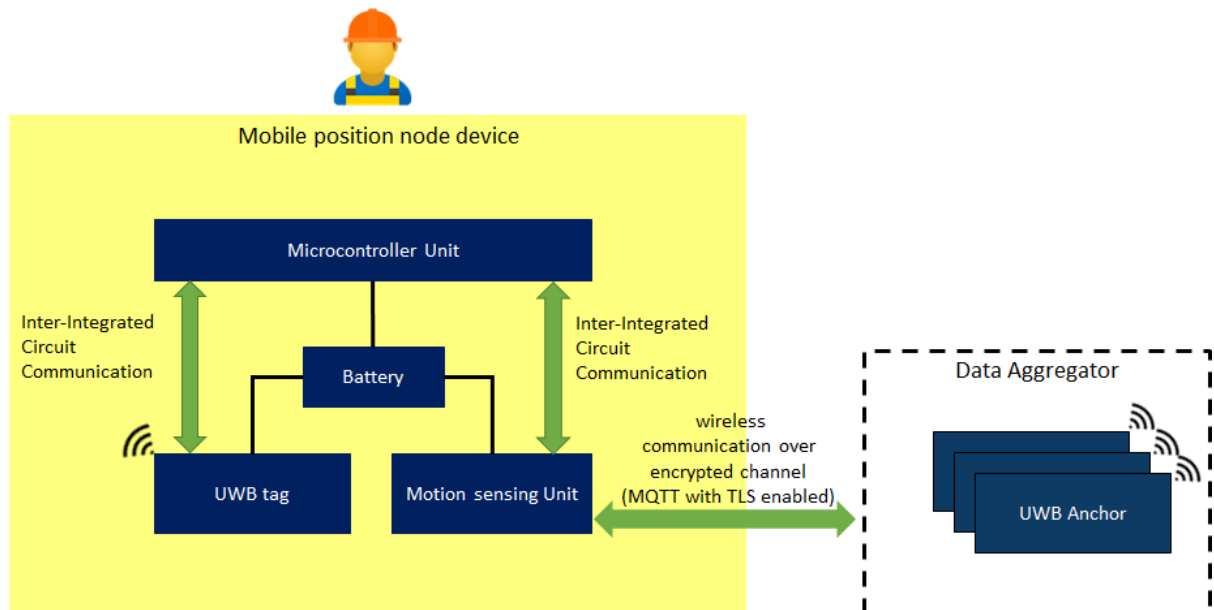 Mobile position node device
Microcontroller Unit
Inter-Integrated
Circuit
Communication
Inter-Integrated
Circuit
Communication
Battery
UWB tag
Motion sensing Unit
wireless
communication over
encrypted channel
(MQTT with TLS enabled)
Data Aggregator
UWB Anchor